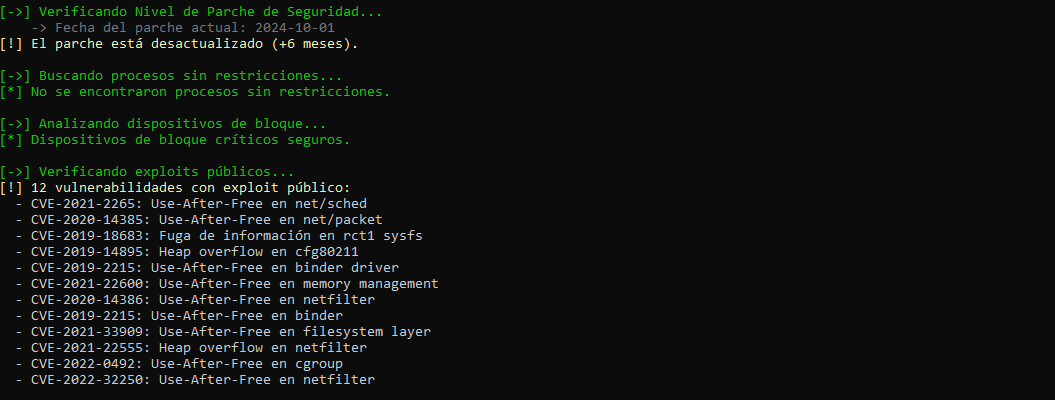 [->] Verificando Nivel de Parche de Seguridad...
-> Fecha del parche actual: 2024-10-01
[!] El parche está desactualizado (+6 meses).
[->] Buscando procesos sin restricciones...
[*] No se encontraron procesos sin restricciones.
[->] Analizando dispositivos de bloque...
[*] Dispositivos de bloque críticos seguros.
[->] Verificando exploits públicos...
[!] 12 vulnerabilidades con exploit público:
- CVE-2021-2265: Use-After-Free en net/sched
- CVE-2020-14385: Use-After-Free en net/packet
- CVE-2019-18683: Fuga de información en rct1 sysfs
- CVE-2019-14895: Heap overflow en cfg80211
- CVE-2019-2215: Use-After-Free en binder driver
- CVE-2021-22600: Use-After-Free en memory management
- CVE-2020-14386: Use-After-Free en netfilter
- CVE-2019-2215: Use-After-Free en binder
- CVE-2021-33909: Use-After-Free en filesystem layer
- CVE-2021-22555: Heap overflow en netfilter
- CVE-2022-0492: Use-After-Free en cgroup
- CVE-2022-32250: Use-After-Free en netfilter